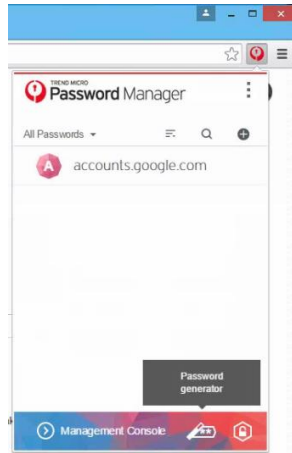 TREND MICRO
Password Manager
All Passwords
A accounts.google.com
Password
generator
Management Console